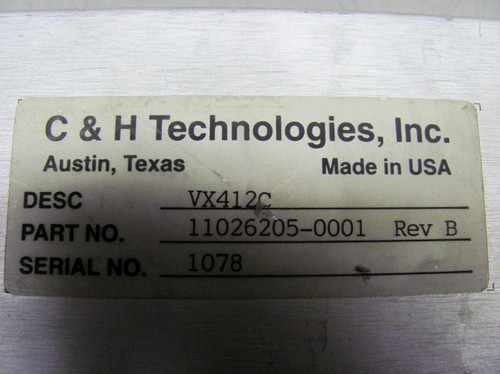 C & H Technologies, Inc.
Austin, Texas Made in USA
DESC VX412C
PART NO. 11026205-0001 Rev B
SERIAL NO. 1078